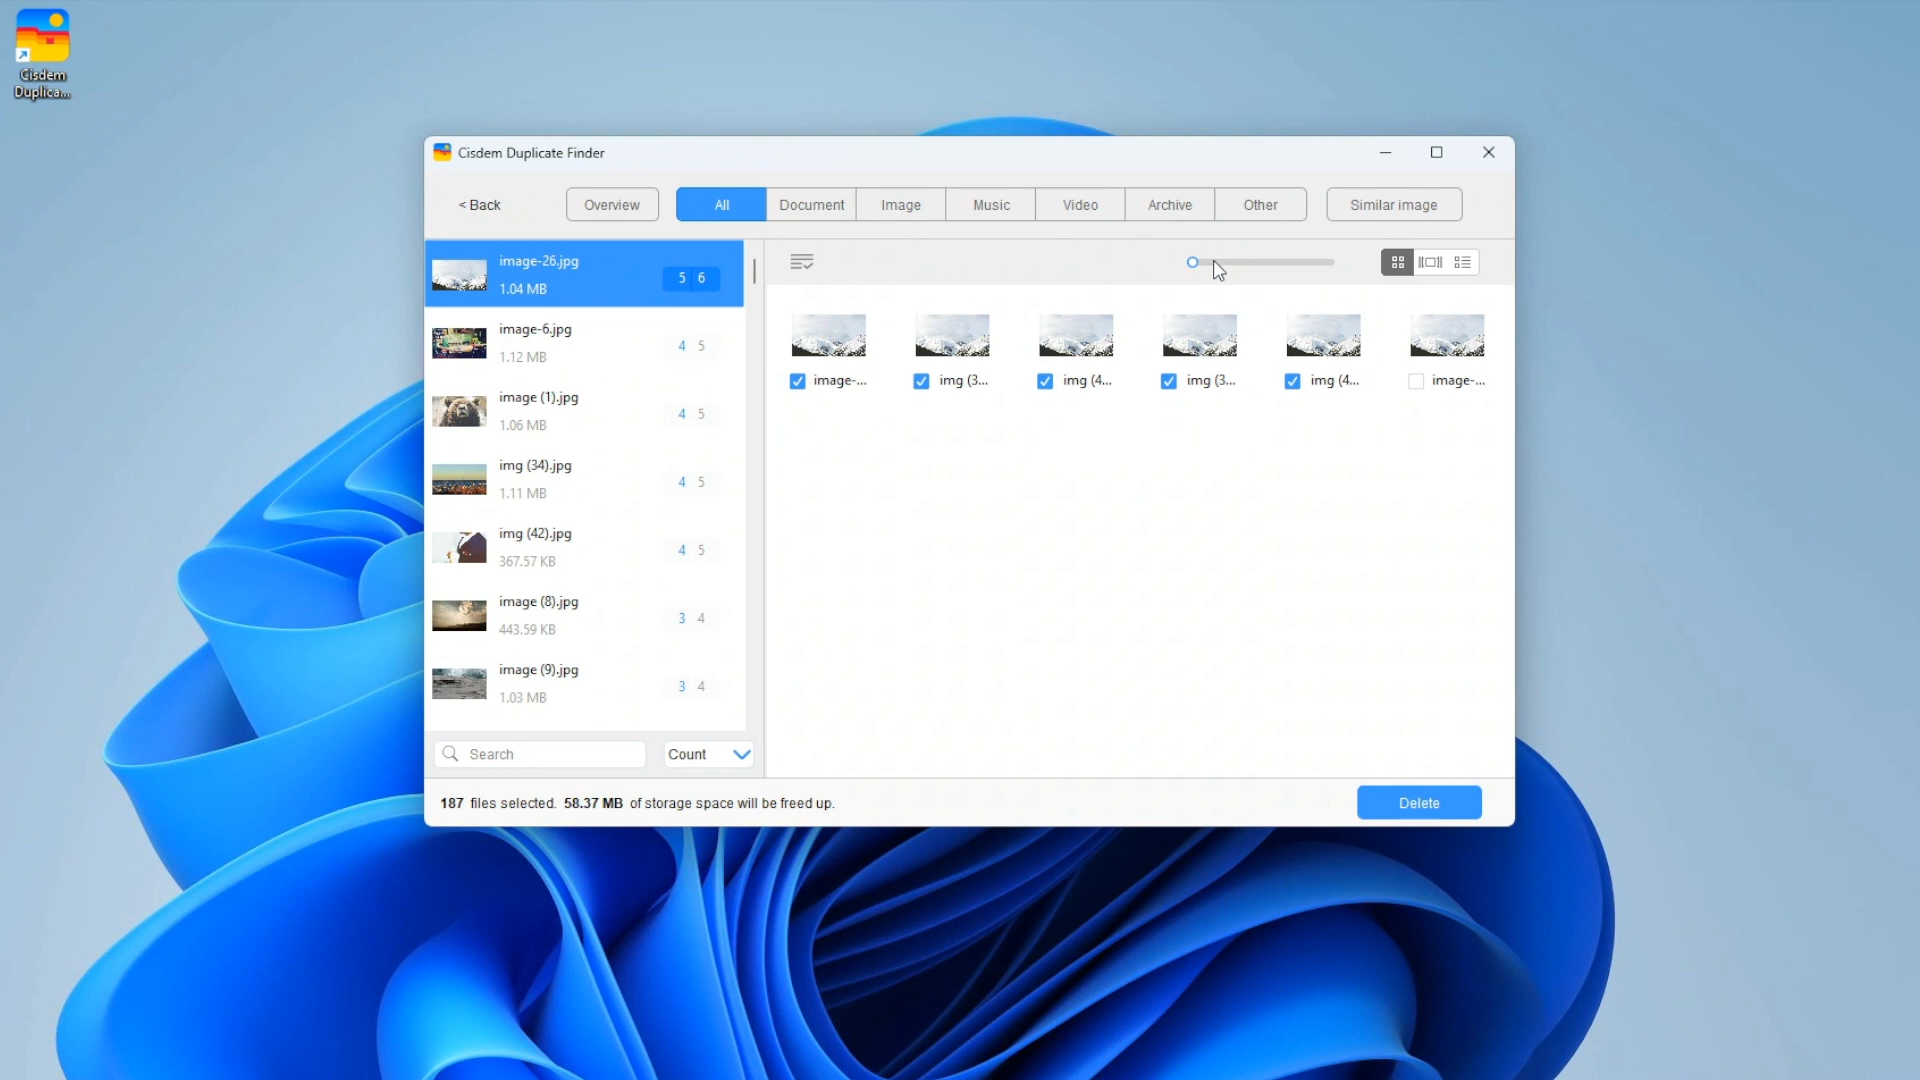 Cisdem
Duplica...
Cisdem Duplicate Finder
< Back
Overview
All
Document
Image
Music
Video
Archive
Other
Similar image
image-26.jpg
1.04 MB
5 6
image-6.jpg
1.12 MB
4 5
image (1).jpg
1.06 MB
4 5
img (34).jpg
1.11 MB
4 5
img (42).jpg
367.57 KB
4 5
image (8).jpg
443.59 KB
3 4
image (9).jpg
1.03 MB
3 4
image-...
img (3...
img (4...
img (3...
img (4...
image-...
Search
Count
187 files selected. 58.37 MB of storage space will be freed up.
Delete